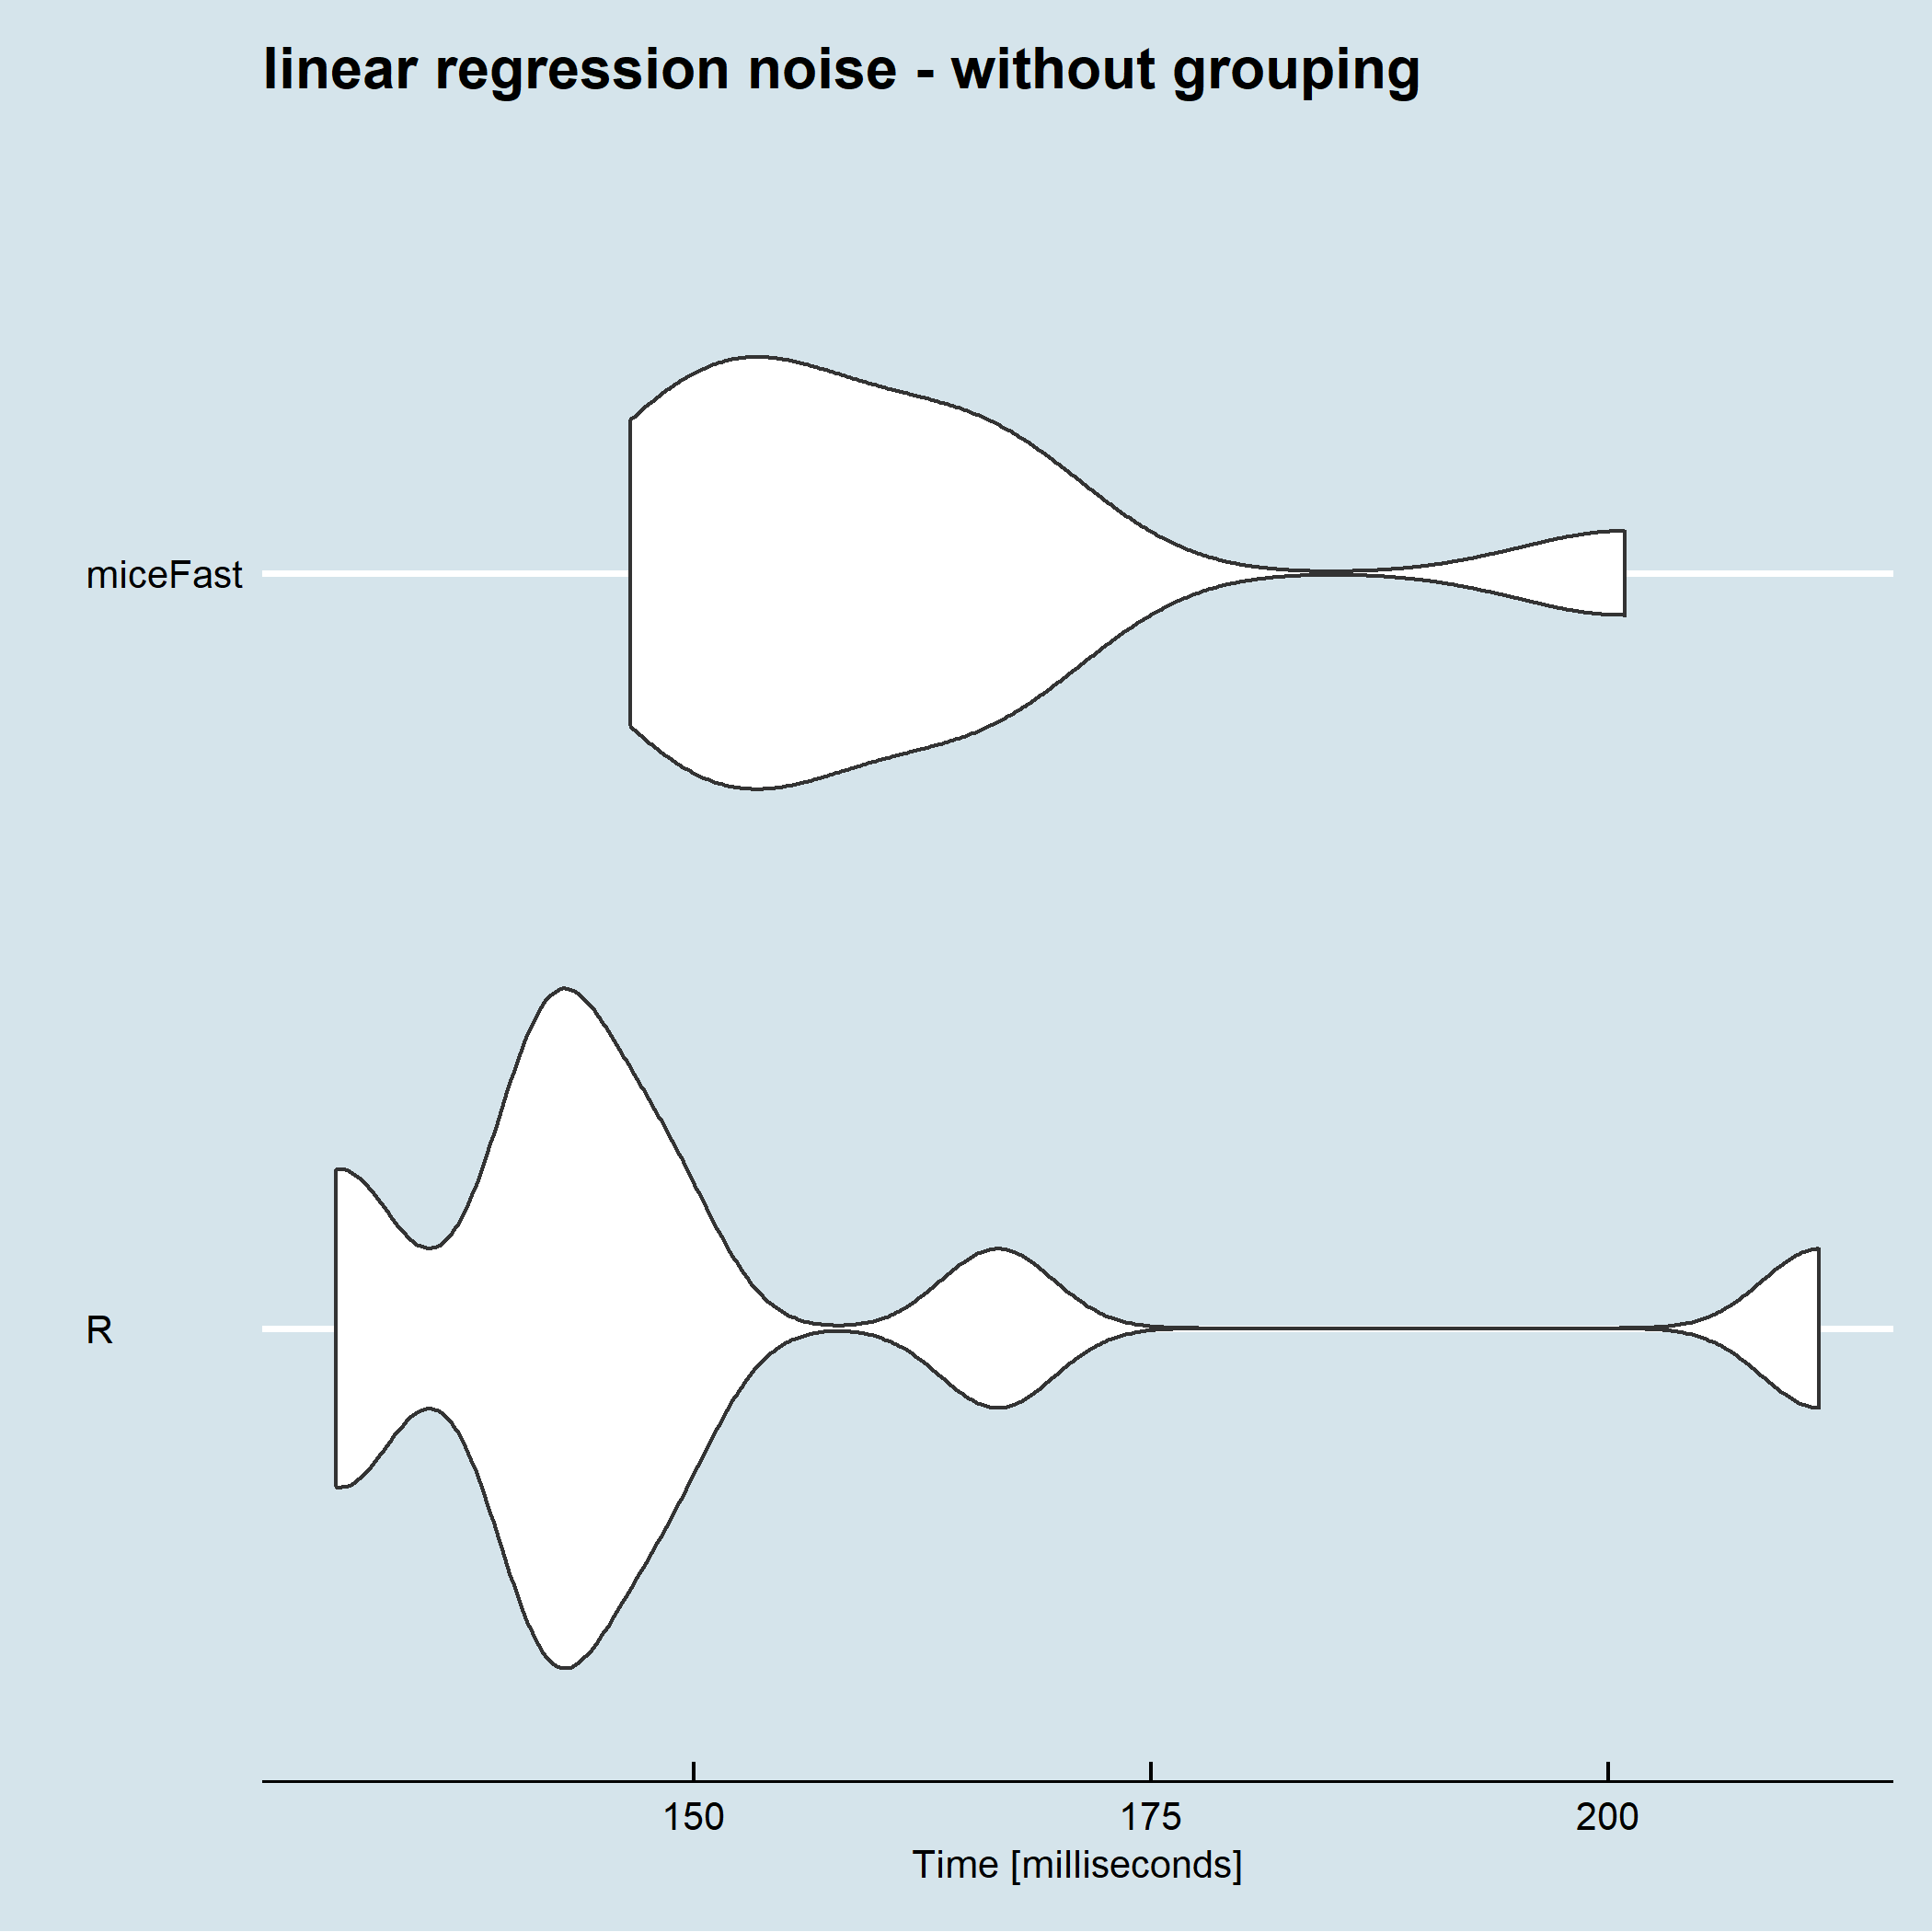 linear regression noise - without grouping
miceFast
R
150 175 200
Time [milliseconds]